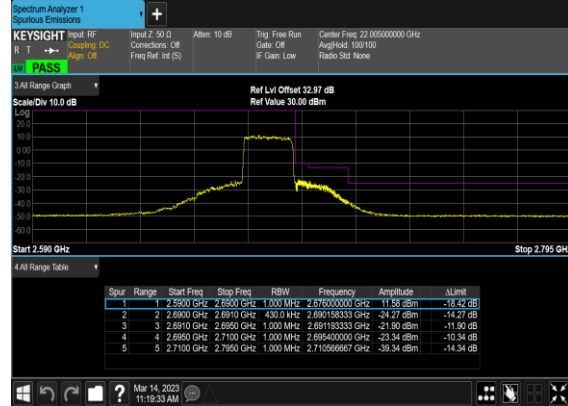 Spectrum Analyzer 1
Spurious Emissions
KEYSIGHT Input: RF Input Z: 50 Ω Atten: 10 dB Trig: Free Run Center Freq: 22.005000000 GHz
R T Coupling: DC Corrections: Off Gate: Off Avg|Hold: 100/100
Align: Off Freq Ref: Int (S) IF Gain: Low Radio Std: None
PASS
3 All Range Graph
Ref Lvl Offset 32.97 dB
Scale/Div 10.0 dB Ref Value 30.00 dBm
Log
20.0
10.0
0.00
-10.0
-20.0
-30.0
-40.0
-50.0
-60.0
Start 2.590 GHz Stop 2.795 GH
4 All Range Table
Spur Range Start Freq Stop Freq RBW Frequency Amplitude ΔLimit
1 1 2.5900 GHz 2.6900 GHz 1.000 MHz 2.676000000 GHz 11.58 dBm -18.42 dB
2 2 2.6900 GHz 2.6910 GHz 430.0 kHz 2.690158333 GHz -24.27 dBm -14.27 dB
3 3 2.6910 GHz 2.6950 GHz 1.000 MHz 2.691193333 GHz -21.90 dBm -11.90 dB
4 4 2.6950 GHz 2.7100 GHz 1.000 MHz 2.695400000 GHz -23.34 dBm -10.34 dB
5 5 2.7100 GHz 2.7950 GHz 1.000 MHz 2.710566667 GHz -39.34 dBm -14.34 dB
? Mar 14, 2023
11:19:33 AM